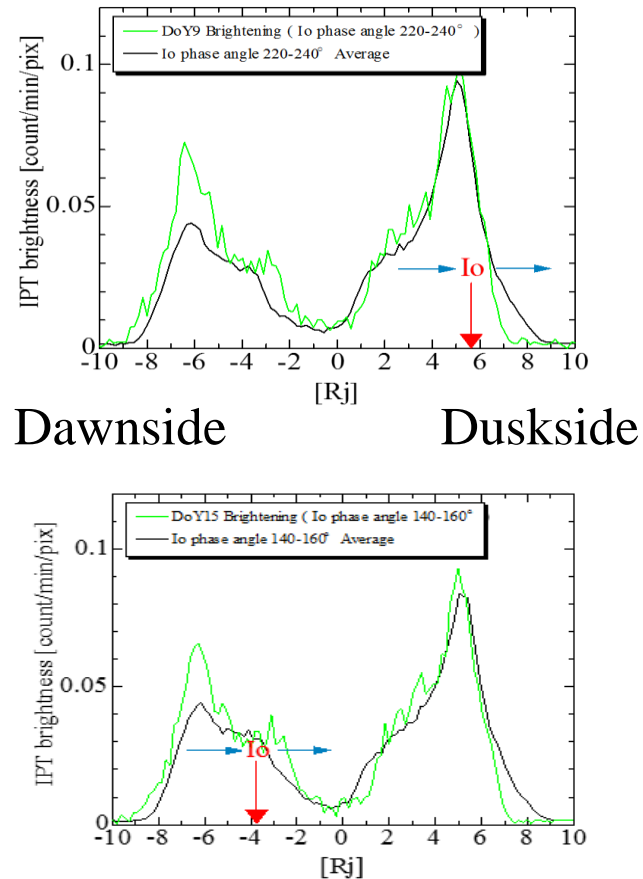 DoY9 Brightening ( Io phase angle 220-240° )
Io phase angle 220-240° Average
IPT brightness [count/min/pix]
0.1
0.05
0
Io
-10 -8 -6 -4 -2 0 2 4 6 8 10
[Rj]
Dawnside Duskside
DoY15 Brightening ( Io phase angle 140-160° )
Io phase angle 140-160° Average
IPT brightness [count/min/pix]
0.1
0.05
0
Io
-10 -8 -6 -4 -2 0 2 4 6 8 10
[Rj]